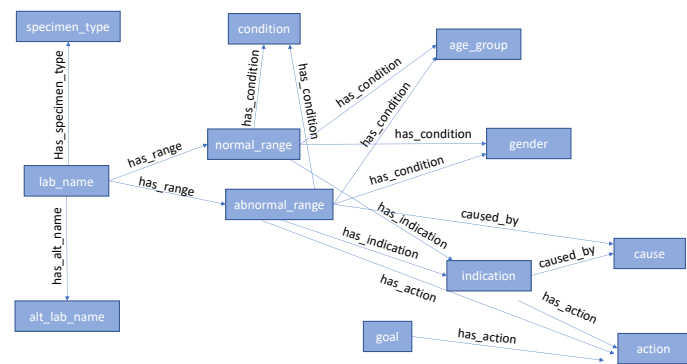 specimen_type
condition
age_group
Has_specimen_type
has_condition
has_condition
has_condition
has_condition
normal_range
has_condition
gender
has_range
lab_name
has_range
has_condition
abnormal_range
has_alt_name
has_indication
caused_by
has_indication
cause
caused_by
indication
has_action
has_action
alt_lab_name
goal
has_action
action